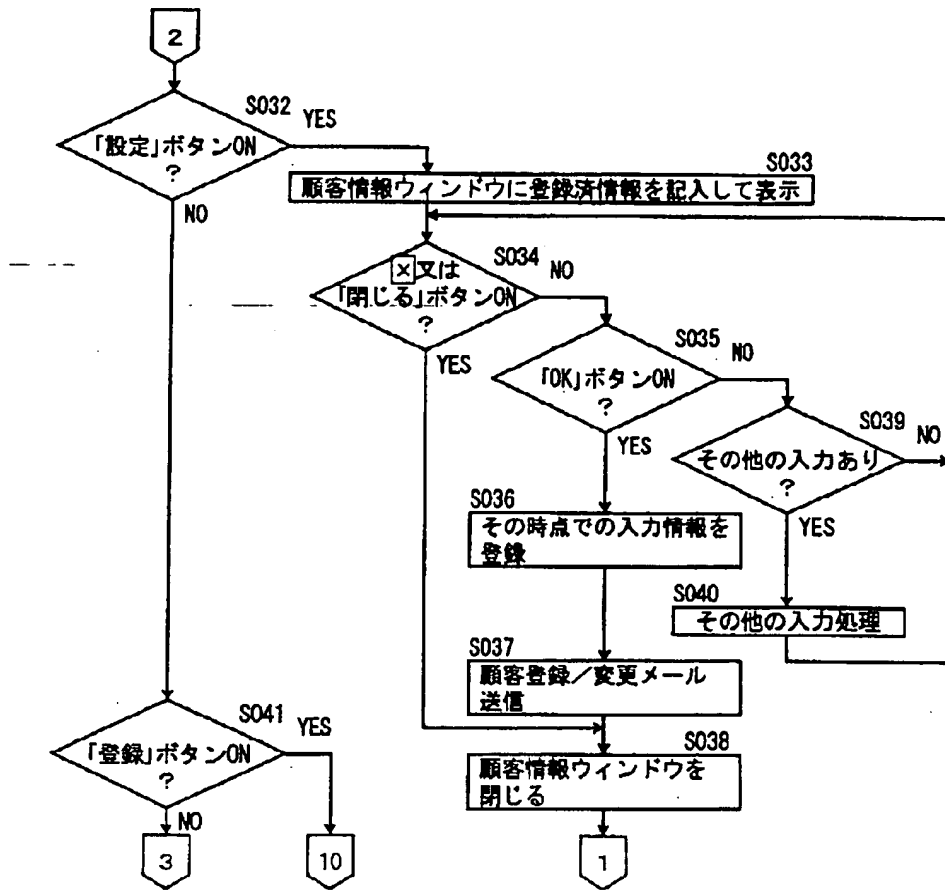 2
S032
YES
「設定」ボタンON
?
NO
S033
顧客情報ウィンドウに登録済情報を記入して表示
S034
NO
×又は
「閉じる」ボタンON
?
YES
S035
NO
「OK」ボタンON
?
YES
S039
NO
その他の入力あり
?
YES
S036
その時点での入力情報を
登録
S040
その他の入力処理
S037
顧客登録／変更メール
送信
S041
YES
「登録」ボタンON
?
NO
S038
顧客情報ウィンドウを
閉じる
3
10
1